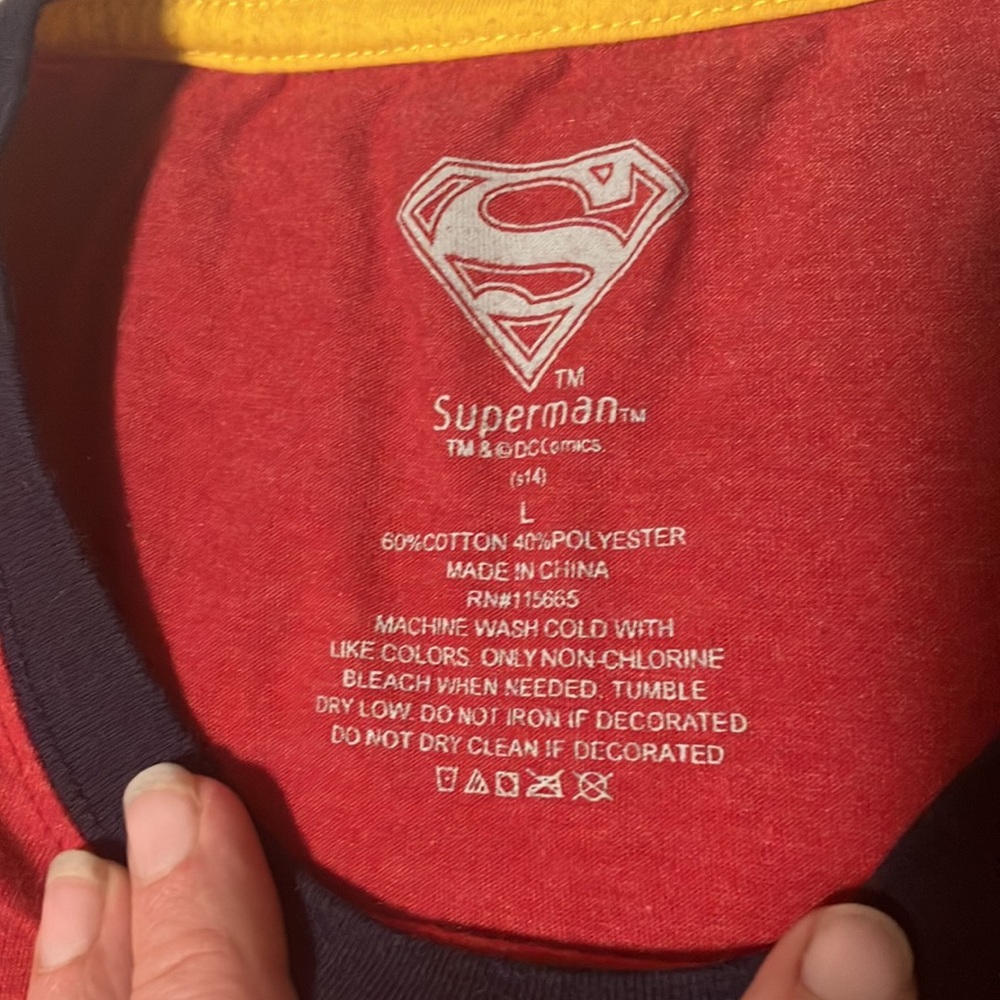 S
TM
Superman TM
TM & © DC Comics.
(s14)
L
60%COTTON 40%POLYESTER
MADE IN CHINA
RN#115665
MACHINE WASH COLD WITH
LIKE COLORS. ONLY NON-CHLORINE
BLEACH WHEN NEEDED. TUMBLE
DRY LOW. DO NOT IRON IF DECORATED
DO NOT DRY CLEAN IF DECORATED